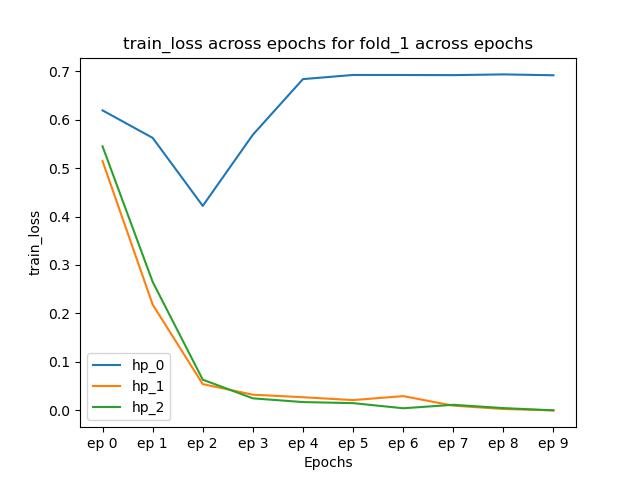 train_loss across epochs for fold_1 across epochs
train_loss
0.7
0.6
0.5
0.4
0.3
0.2
0.1
0.0
hp_0
hp_1
hp_2
ep 0 ep 1 ep 2 ep 3 ep 4 ep 5 ep 6 ep 7 ep 8 ep 9
Epochs